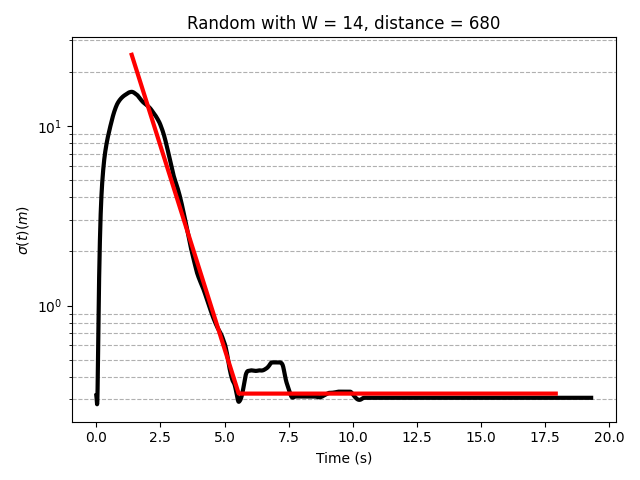 Random with W = 14, distance = 680
σ(t)(m)
10¹
10⁰
0.0 2.5 5.0 7.5 10.0 12.5 15.0 17.5 20.0
Time (s)